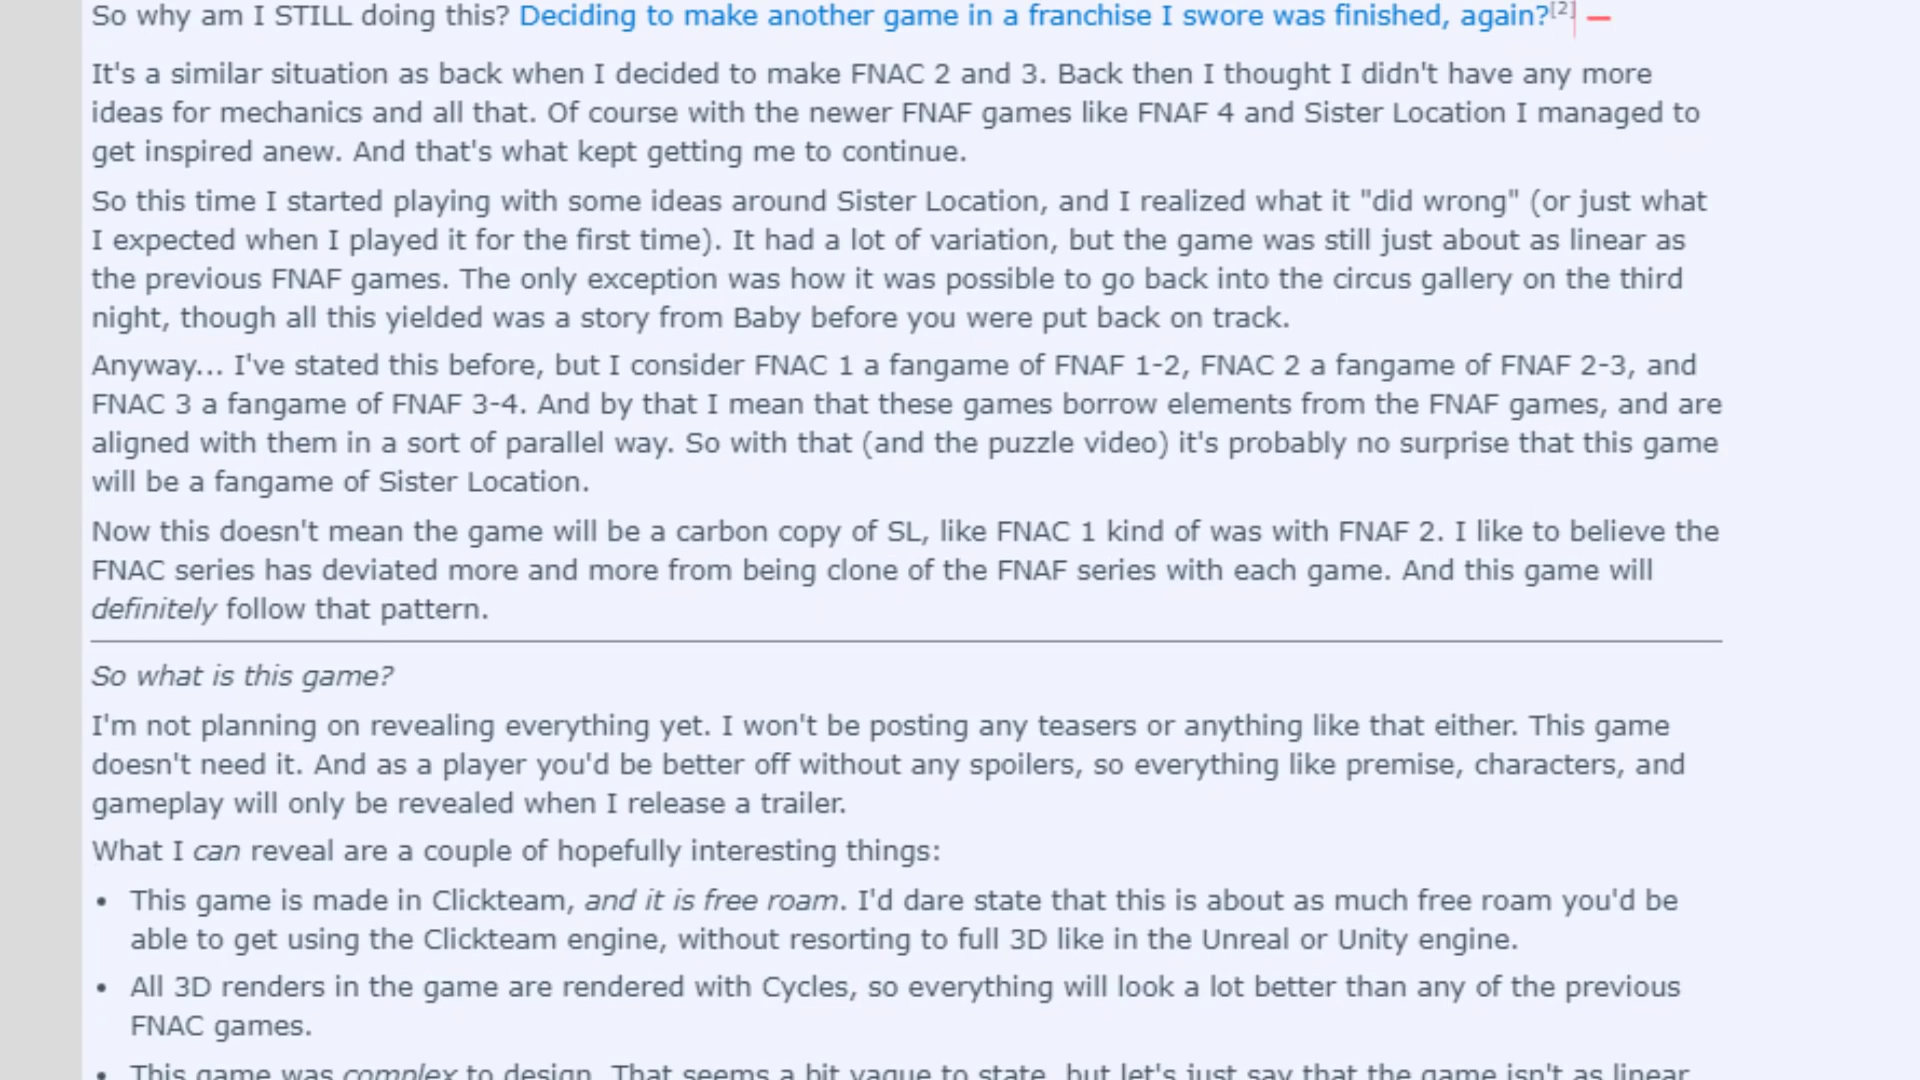 So why am I STILL doing this? Deciding to make another game in a franchise I swore was finished, again?[2]
It's a similar situation as back when I decided to make FNAC 2 and 3. Back then I thought I didn't have any more
ideas for mechanics and all that. Of course with the newer FNAF games like FNAF 4 and Sister Location I managed to
get inspired anew. And that's what kept getting me to continue.
So this time I started playing with some ideas around Sister Location, and I realized what it "did wrong" (or just what
I expected when I played it for the first time). It had a lot of variation, but the game was still just about as linear as
the previous FNAF games. The only exception was how it was possible to go back into the circus gallery on the third
night, though all this yielded was a story from Baby before you were put back on track.
Anyway... I've stated this before, but I consider FNAC 1 a fangame of FNAF 1-2, FNAC 2 a fangame of FNAF 2-3, and
FNAC 3 a fangame of FNAF 3-4. And by that I mean that these games borrow elements from the FNAF games, and are
aligned with them in a sort of parallel way. So with that (and the puzzle video) it's probably no surprise that this game
will be a fangame of Sister Location.
Now this doesn't mean the game will be a carbon copy of SL, like FNAC 1 kind of was with FNAF 2. I like to believe the
FNAC series has deviated more and more from being clone of the FNAF series with each game. And this game will
definitely follow that pattern.
So what is this game?
I'm not planning on revealing everything yet. I won't be posting any teasers or anything like that either. This game
doesn't need it. And as a player you'd be better off without any spoilers, so everything like premise, characters, and
gameplay will only be revealed when I release a trailer.
What I can reveal are a couple of hopefully interesting things:
• This game is made in Clickteam, and it is free roam. I'd dare state that this is about as much free roam you'd be
able to get using the Clickteam engine, without resorting to full 3D like in the Unreal or Unity engine.
• All 3D renders in the game are rendered with Cycles, so everything will look a lot better than any of the previous
FNAC games.
• This game was complex to design. That seems a bit vague to state, but let's just say that the game isn't as linear